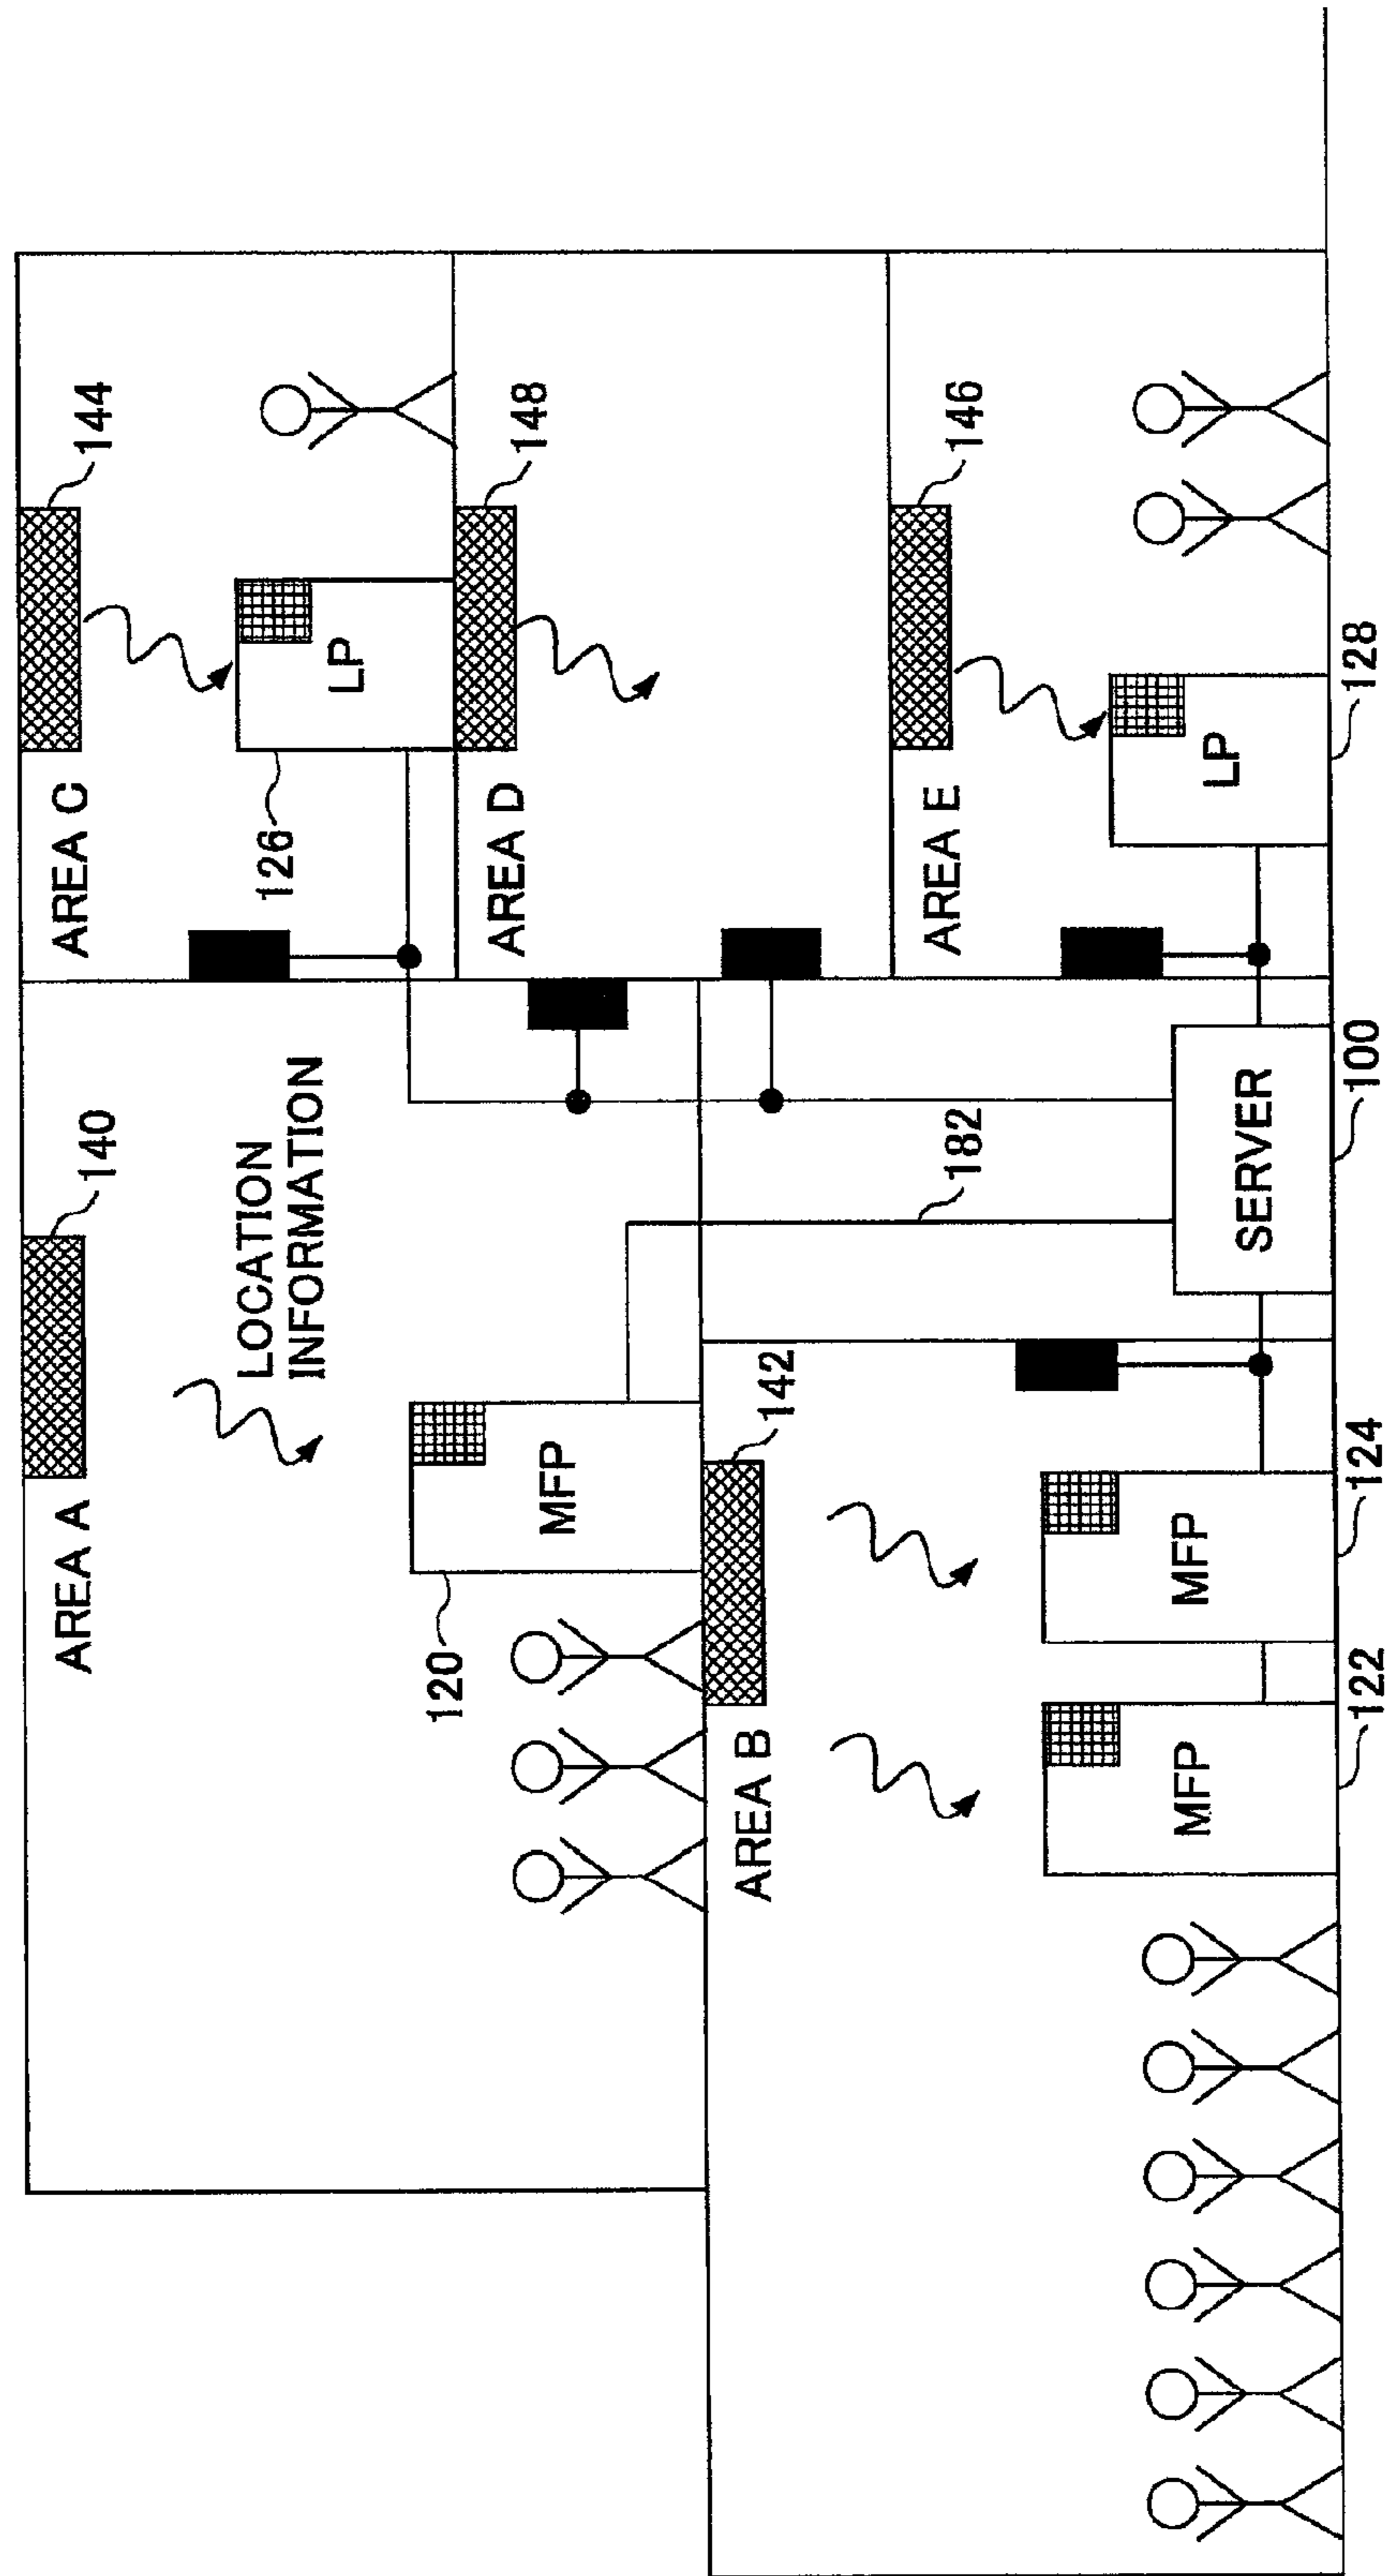 AREA A
140
LOCATION
INFORMATION
120
MFP
AREA B
142
MFP
122
MFP
124
182
SERVER
100
AREA C
144
126
LP
AREA D
148
AREA E
146
LP
128